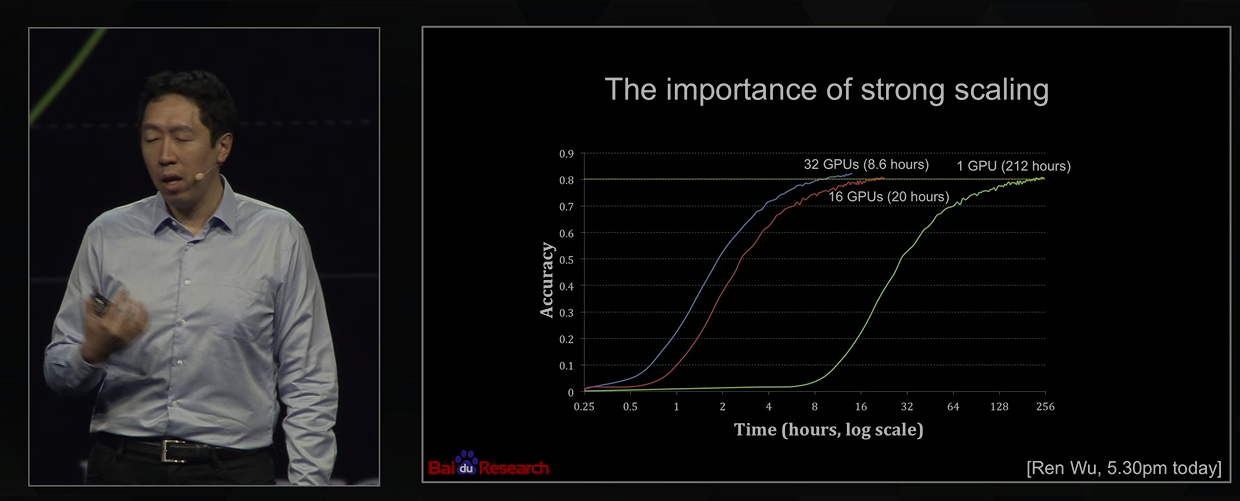 The importance of strong scaling
0.9
0.8
0.7
0.6
0.5
0.4
0.3
0.2
0.1
0
Accuracy
32 GPUs (8.6 hours)
1 GPU (212 hours)
16 GPUs (20 hours)
0.25 0.5 1 2 4 8 16 32 64 128 256
Time (hours, log scale)
Bai du Research
[Ren Wu, 5.30pm today]